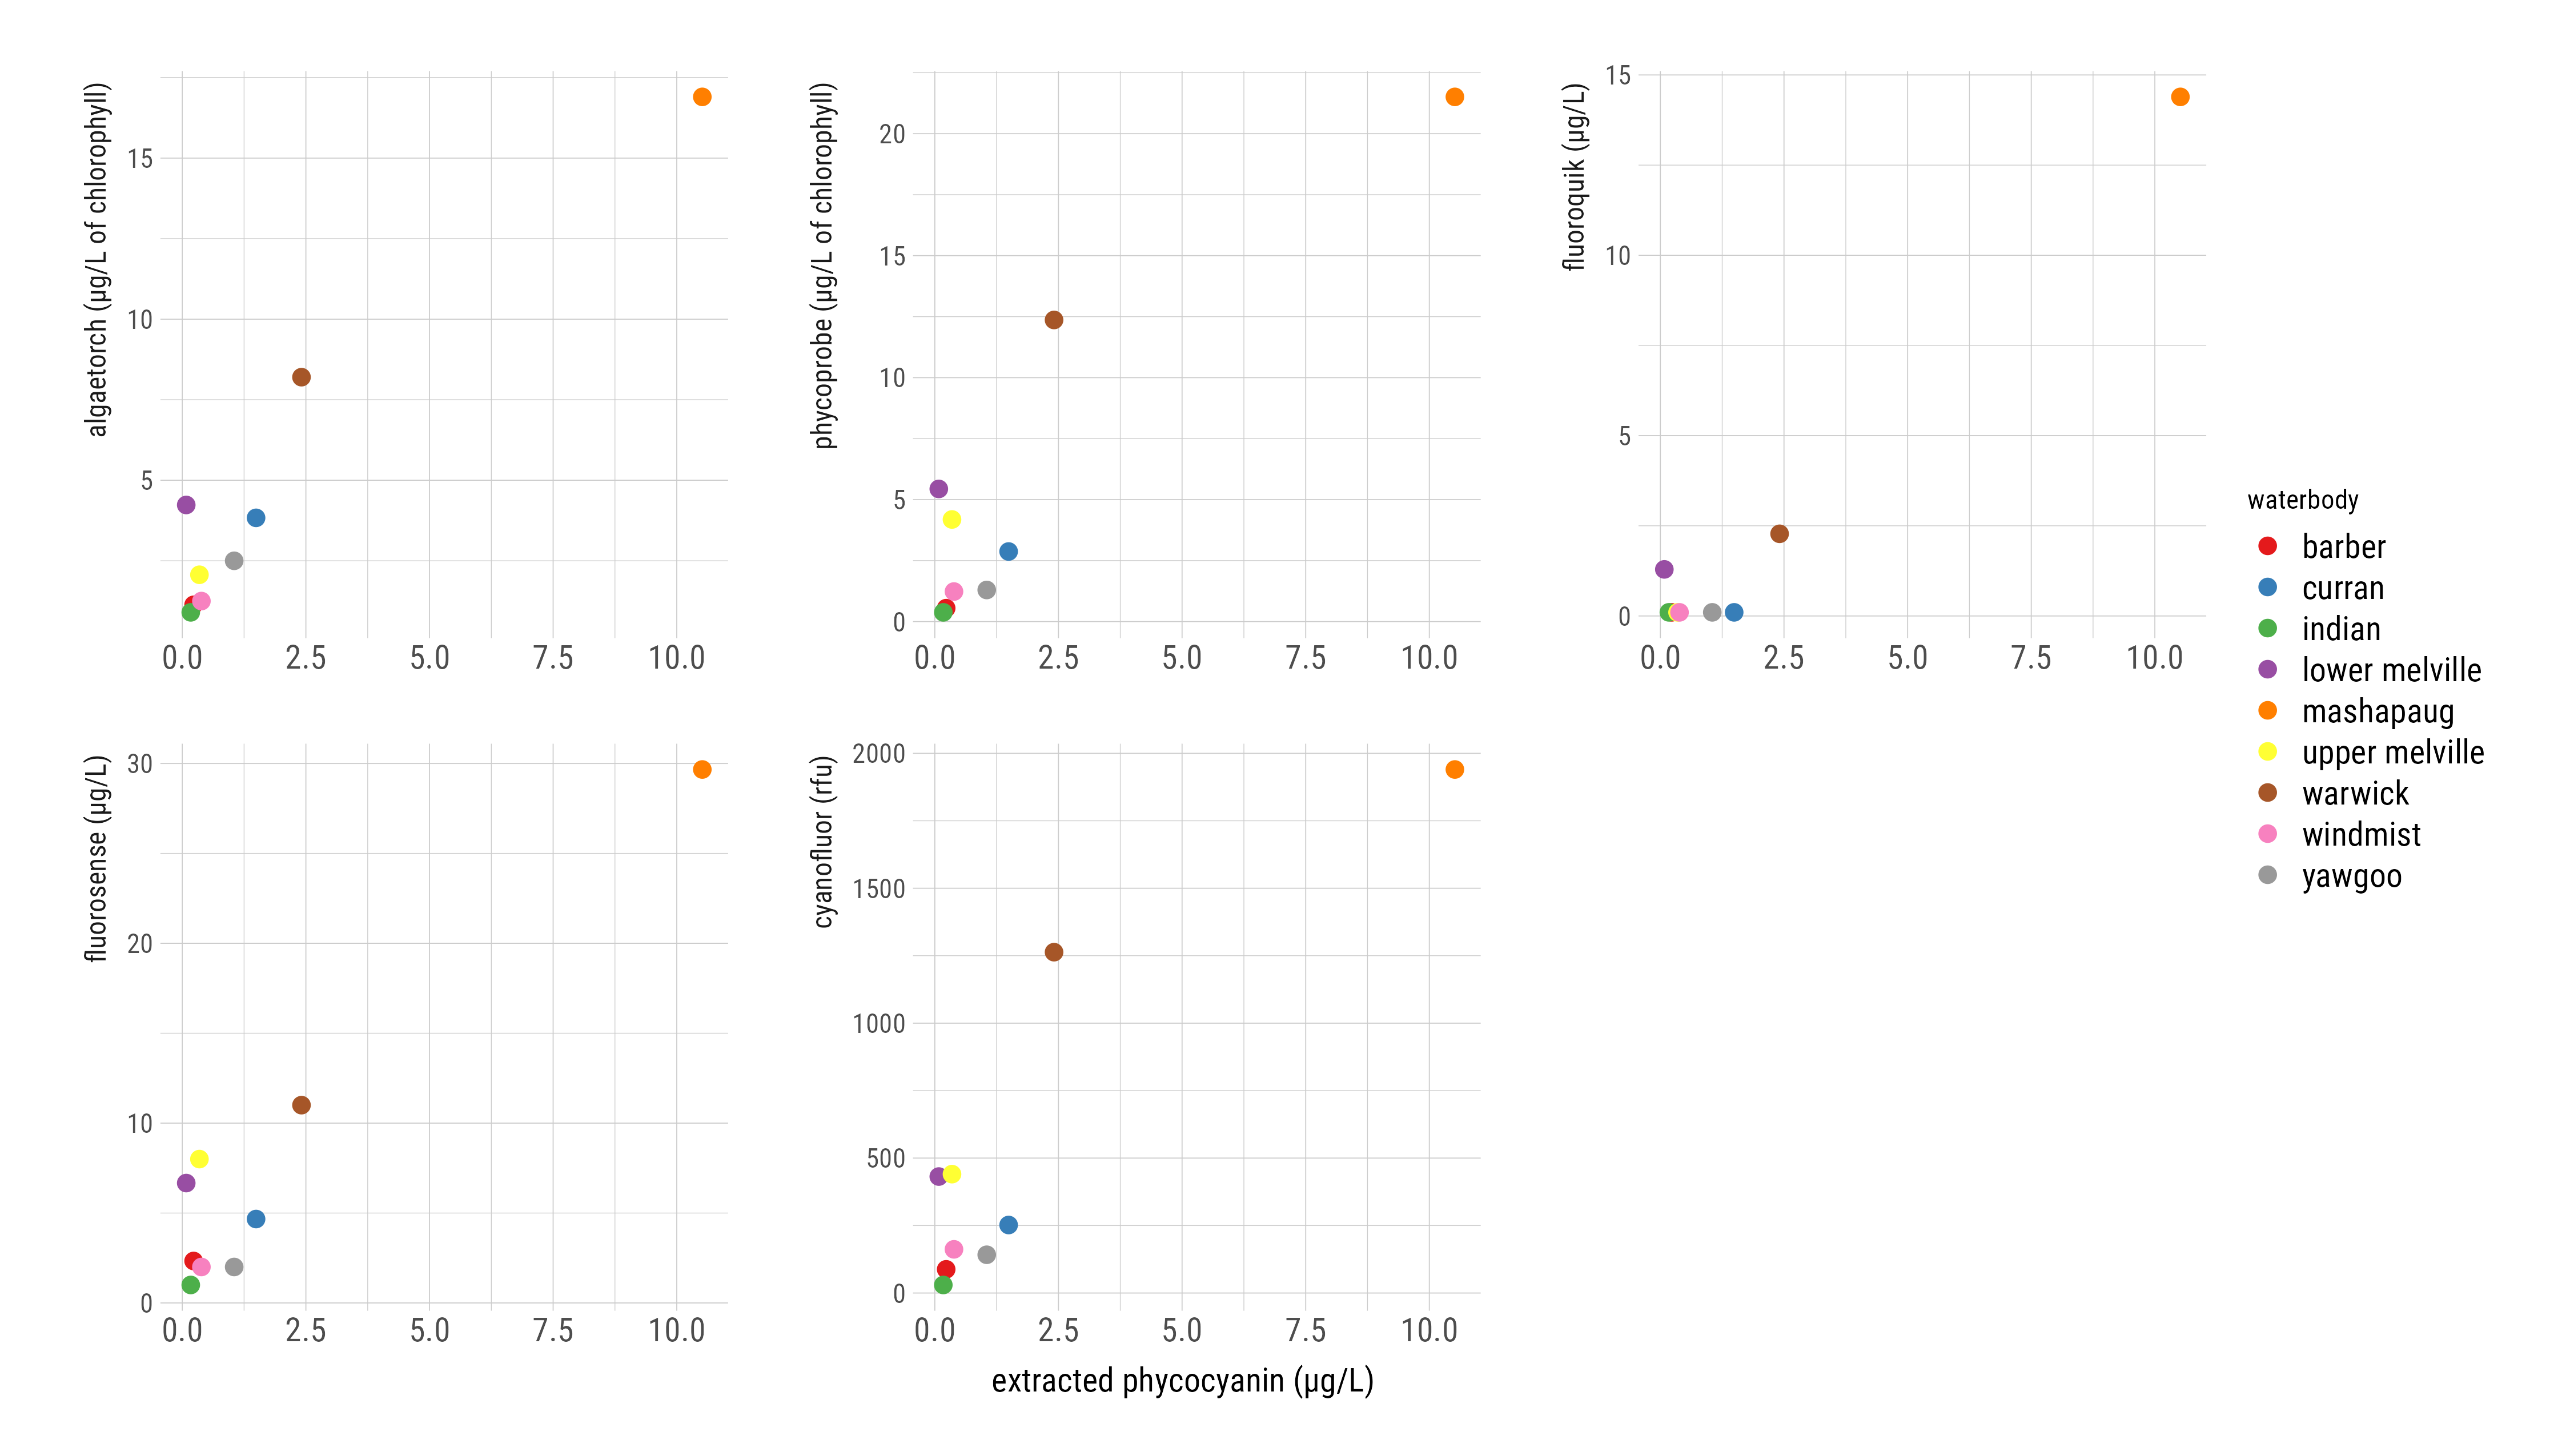 algaetorch (µg/L of chlorophyll)
15
10
5
0.0 2.5 5.0 7.5 10.0
phycoprobe (µg/L of chlorophyll)
20
15
10
5
0
0.0 2.5 5.0 7.5 10.0
fluoroquik (µg/L)
15
10
5
0
0.0 2.5 5.0 7.5 10.0
fluorosense (µg/L)
30
20
10
0
0.0 2.5 5.0 7.5 10.0
cyanofluor (rfu)
2000
1500
1000
500
0
0.0 2.5 5.0 7.5 10.0
extracted phycocyanin (µg/L)
waterbody
barber
curran
indian
lower melville
mashapaug
upper melville
warwick
windmist
yawgoo